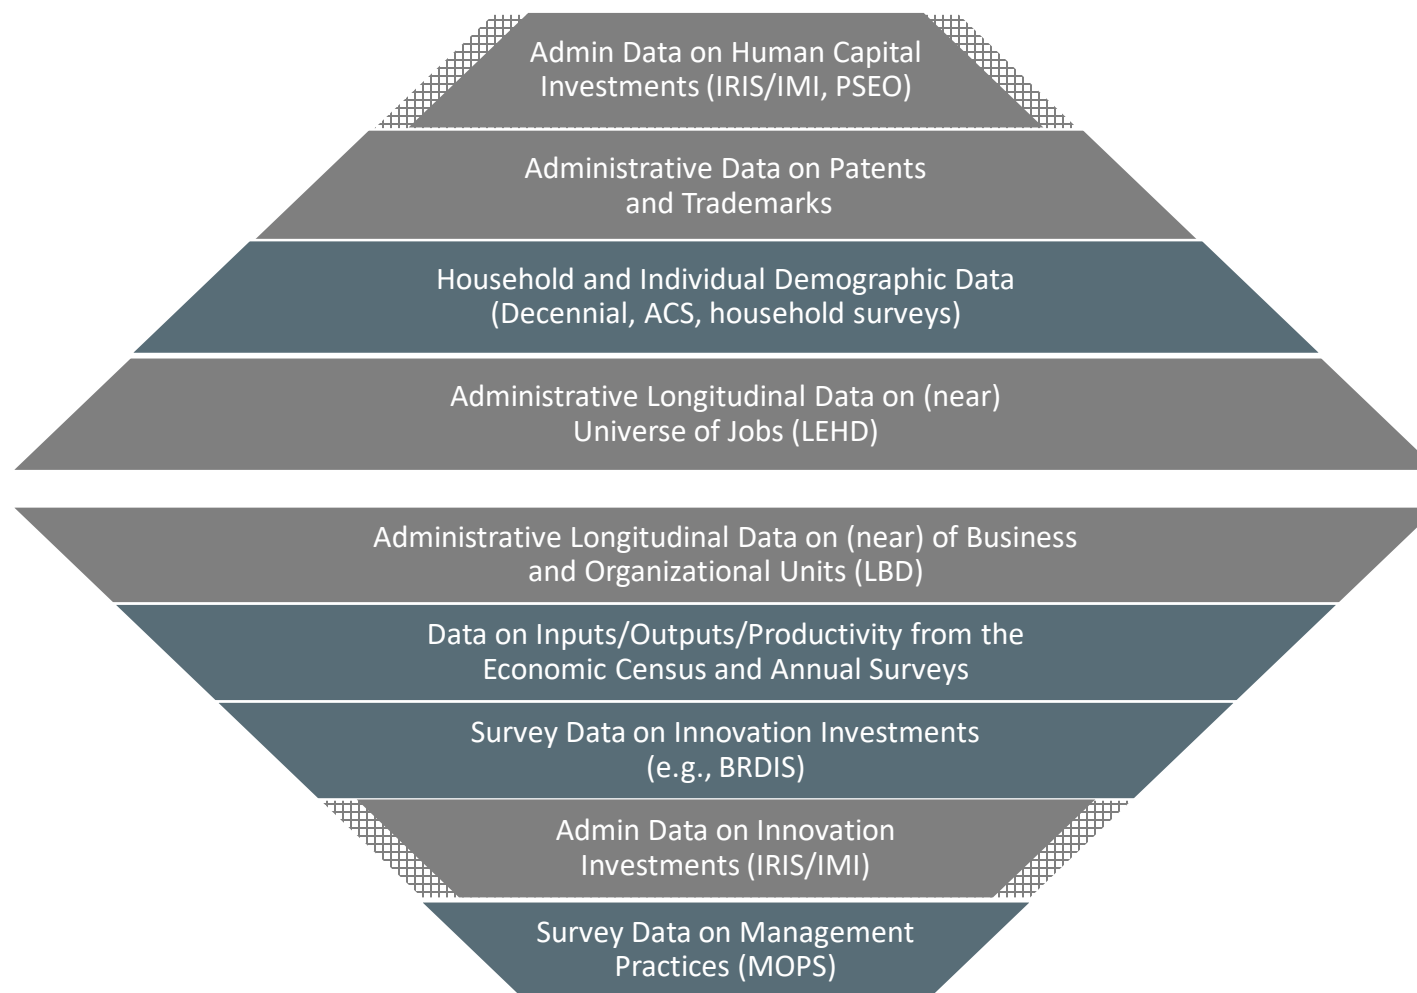 Admin Data on Human Capital
Investments (IRIS/IMI, PSEO)
Administrative Data on Patents
and Trademarks
Household and Individual Demographic Data
(Decennial, ACS, household surveys)
Administrative Longitudinal Data on (near)
Universe of Jobs (LEHD)
Administrative Longitudinal Data on (near) of Business
and Organizational Units (LBD)
Data on Inputs/Outputs/Productivity from the
Economic Census and Annual Surveys
Survey Data on Innovation Investments
(e.g., BRDIS)
Admin Data on Innovation
Investments (IRIS/IMI)
Survey Data on Management
Practices (MOPS)